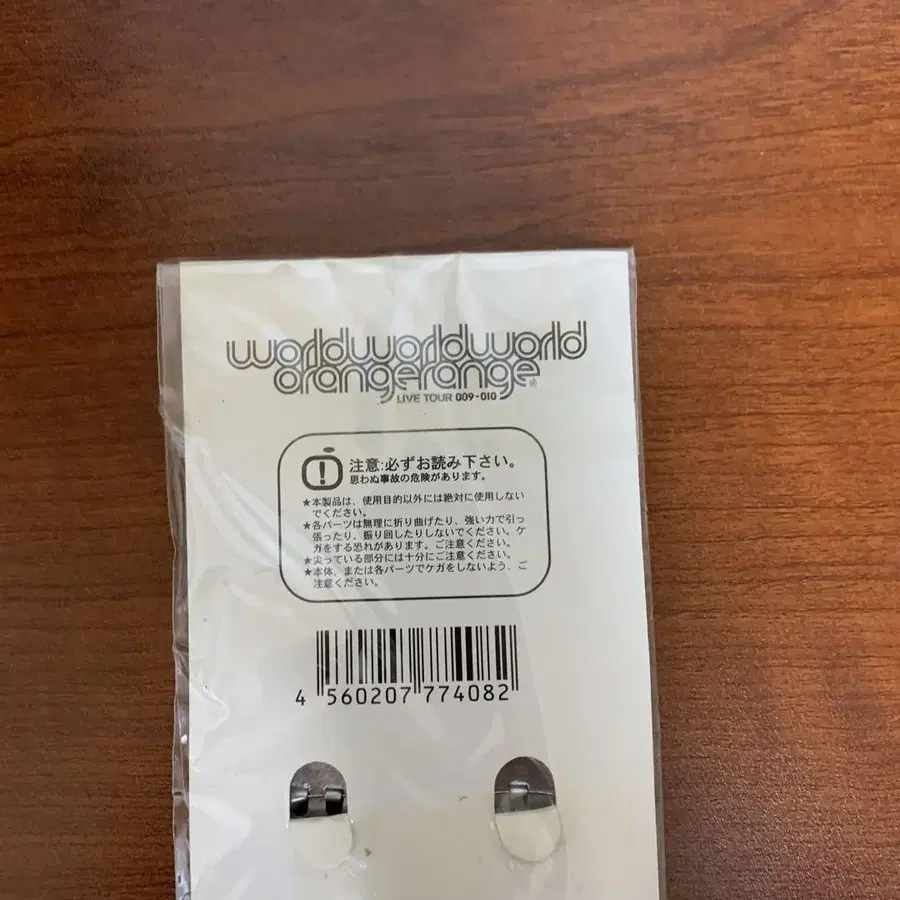 worldworldworld
orangerange
LIVE TOUR 009-010
注意:必ずお読み下さい。
思わぬ事故の危険があります。
★本製品は、使用目的以外には絶対に使用しない
でください。
★各パーツは無理に折り曲げたり、強い力で引っ
張ったり、振り回したりしないでください。ケ
ガをする恐れがあります。ご注意ください。
★尖っている部分には十分にご注意ください。
★本体、または各パーツでケガをしないよう、ご
注意ください。
4 560207 774082